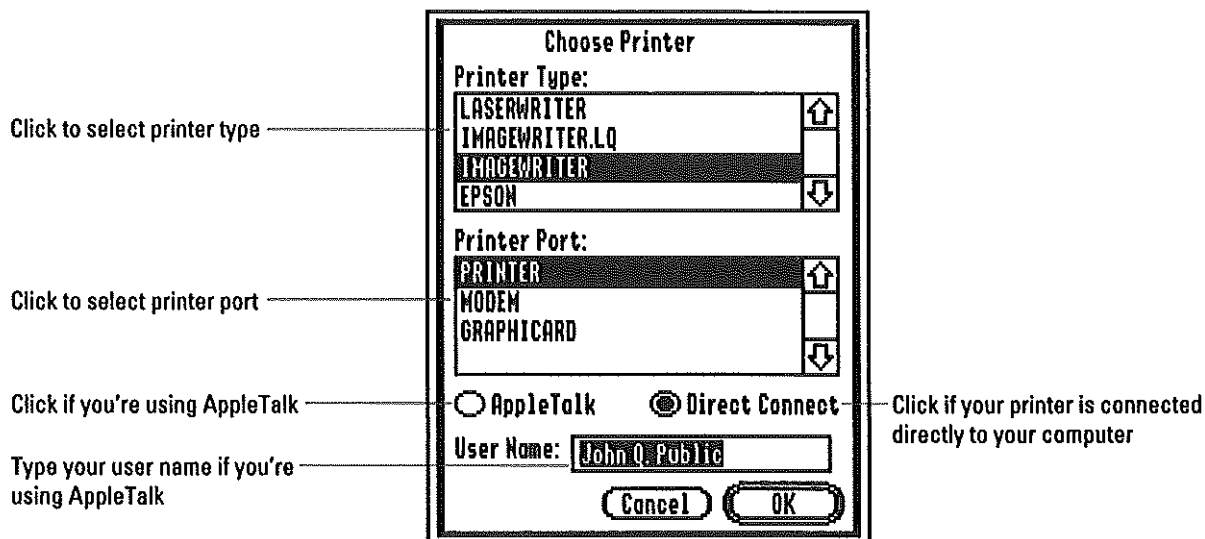 Choose Printer
Printer Type:
LASERWRITER
IMAGEWRITER.LQ
IMAGEWRITER
EPSON
Click to select printer type
Printer Port:
PRINTER
MODEM
GRAPHICARD
Click to select printer port
Click if you're using AppleTalk
AppleTalk
Direct Connect
Click if your printer is connected
directly to your computer
User Name: John Q. Public
Type your user name if you're
using AppleTalk
Cancel
OK